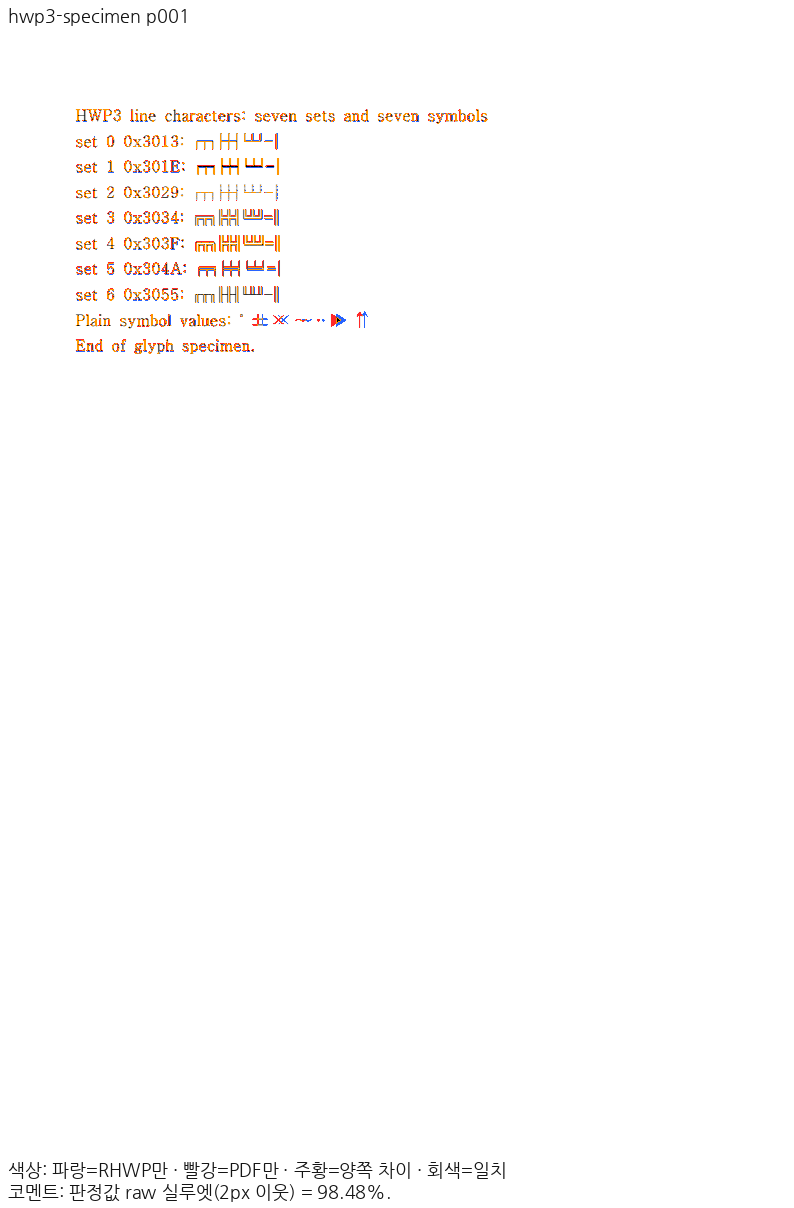 hwp3-specimen p001
HWP3 line characters: seven sets and seven symbols
set 0 0x3013: ┌┬┐├┼┤└┴┘─│
set 1 0x301E: ┏┳┓┣╋┫┗┻┛━┃
set 2 0x3029: ┌┬┐├┼┤└┴┘┄┆
set 3 0x3034: ╔╦╗╠╬╣╚╩╝═║
set 4 0x303F: ╔╦╗╠╬╣╚╩╝═║
set 5 0x304A: ╒╤╕╞╪╡╘╧╛═│
set 6 0x3055: ╓╥╖╟╫╢╙╨╜─║
Plain symbol values: ° ± × ~ · ▶ ↑
End of glyph specimen.
색상: 파랑=RHWP만 · 빨강=PDF만 · 주황=양쪽 차이 · 회색=일치
코멘트: 판정값 raw 실루엣(2px 이웃) = 98.48%.